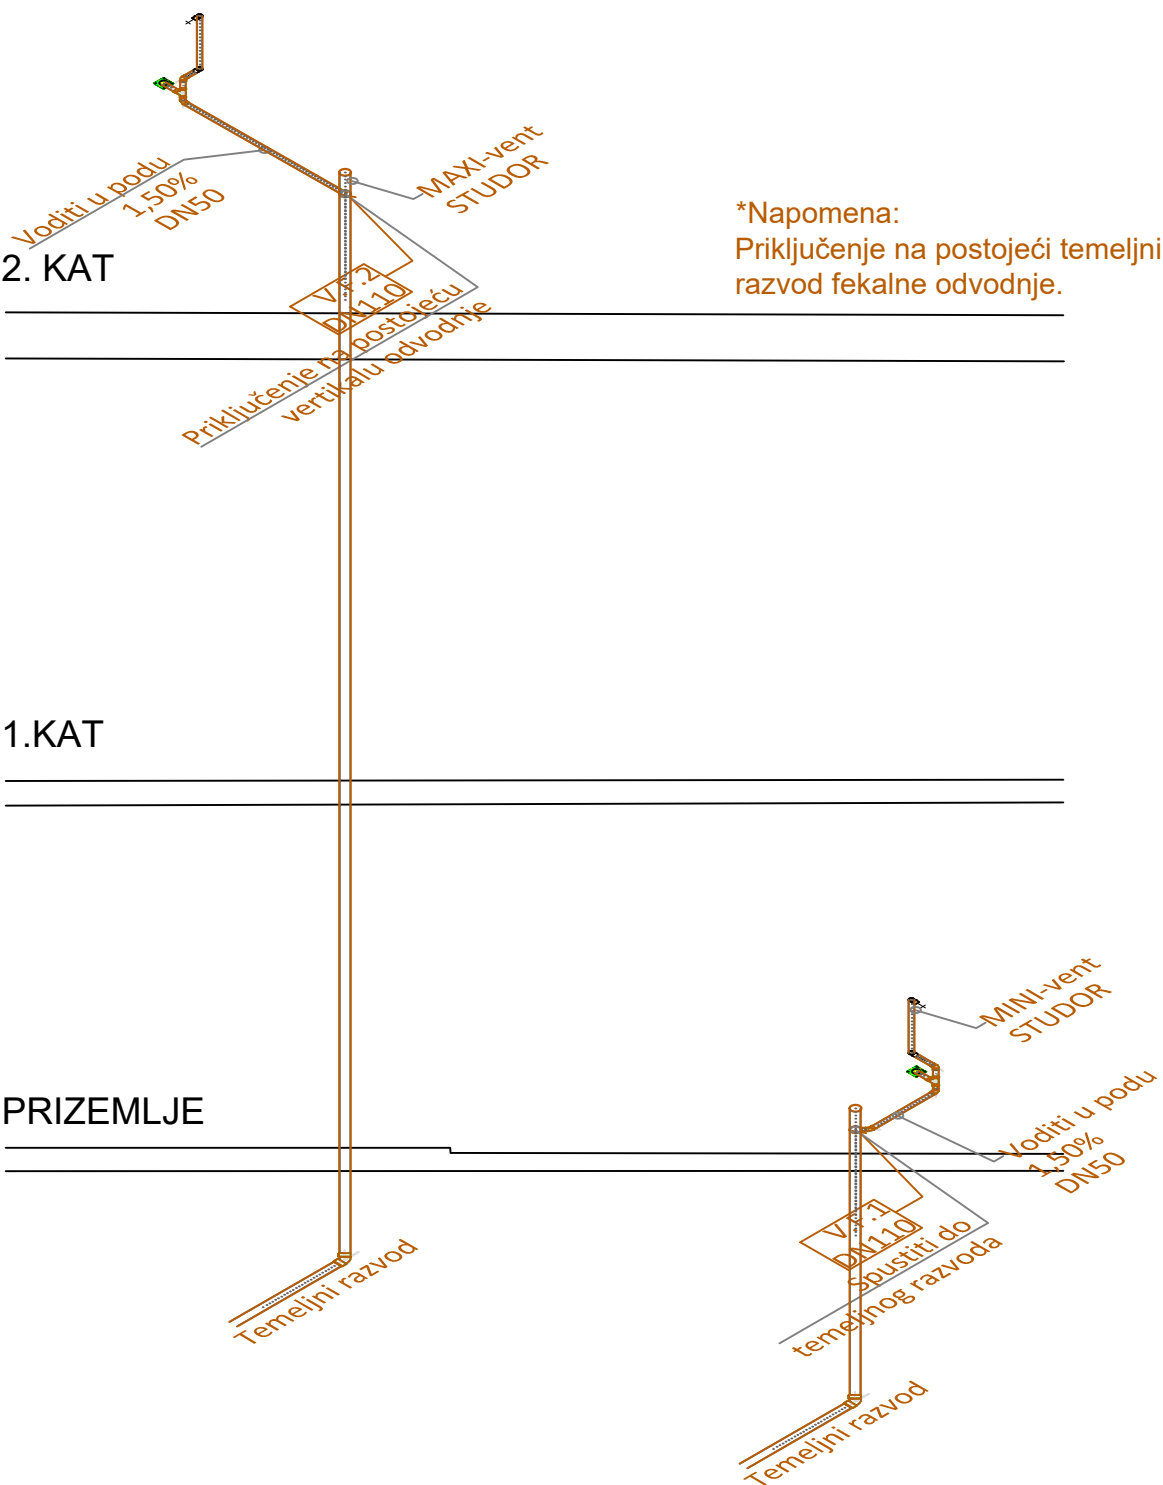 MAXI-vent
STUDOR
Voditi u podu
1,50%
DN50
*Napomena:
Priključenje na postojeći temeljni
razvod fekalne odvodnje.
2. KAT
V.F.2
DN110
Priključenje na postojeću
vertikalu odvodnje
1.KAT
MINI-vent
STUDOR
PRIZEMLJE
Voditi u podu
1,50%
DN50
V.F.1
DN110
Spustiti do
temeljnog razvoda
Temeljni razvod
Temeljni razvod